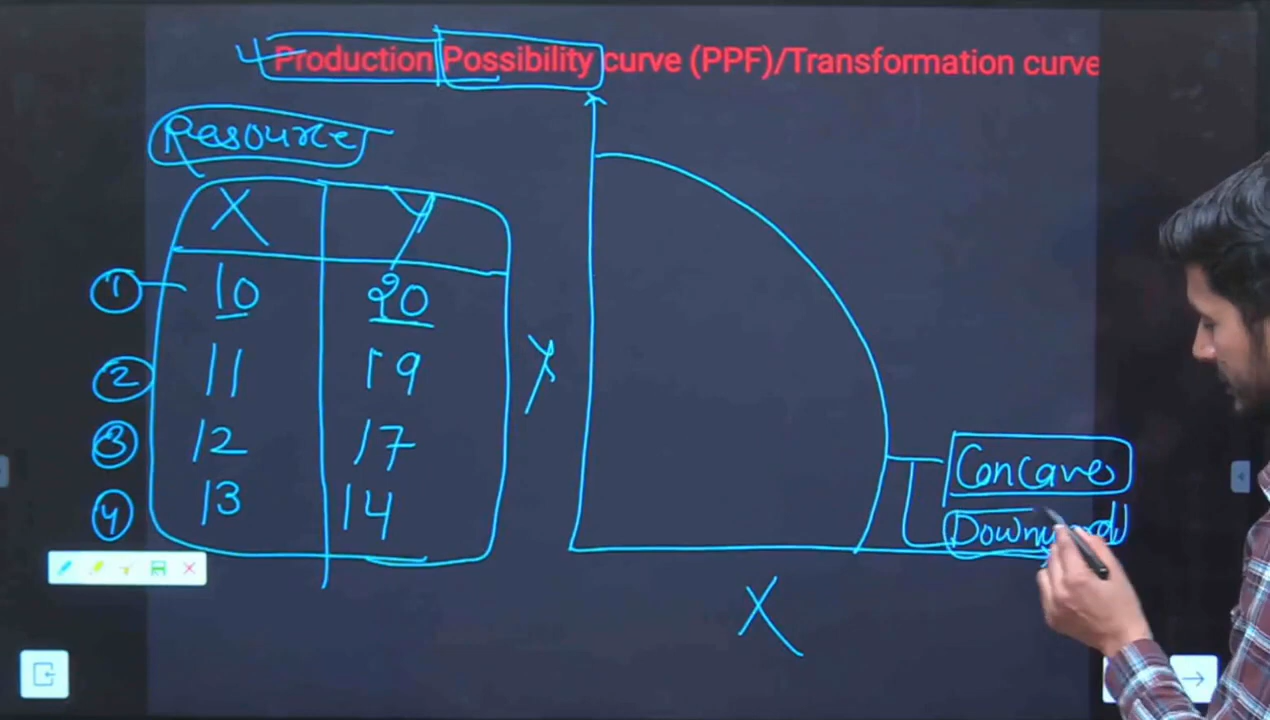 Production Possibility curve (PPF)/Transformation curve
Resource
X Y
1 10 20
2 11 19
3 12 17
4 13 14
Y
X
Concave
Downward